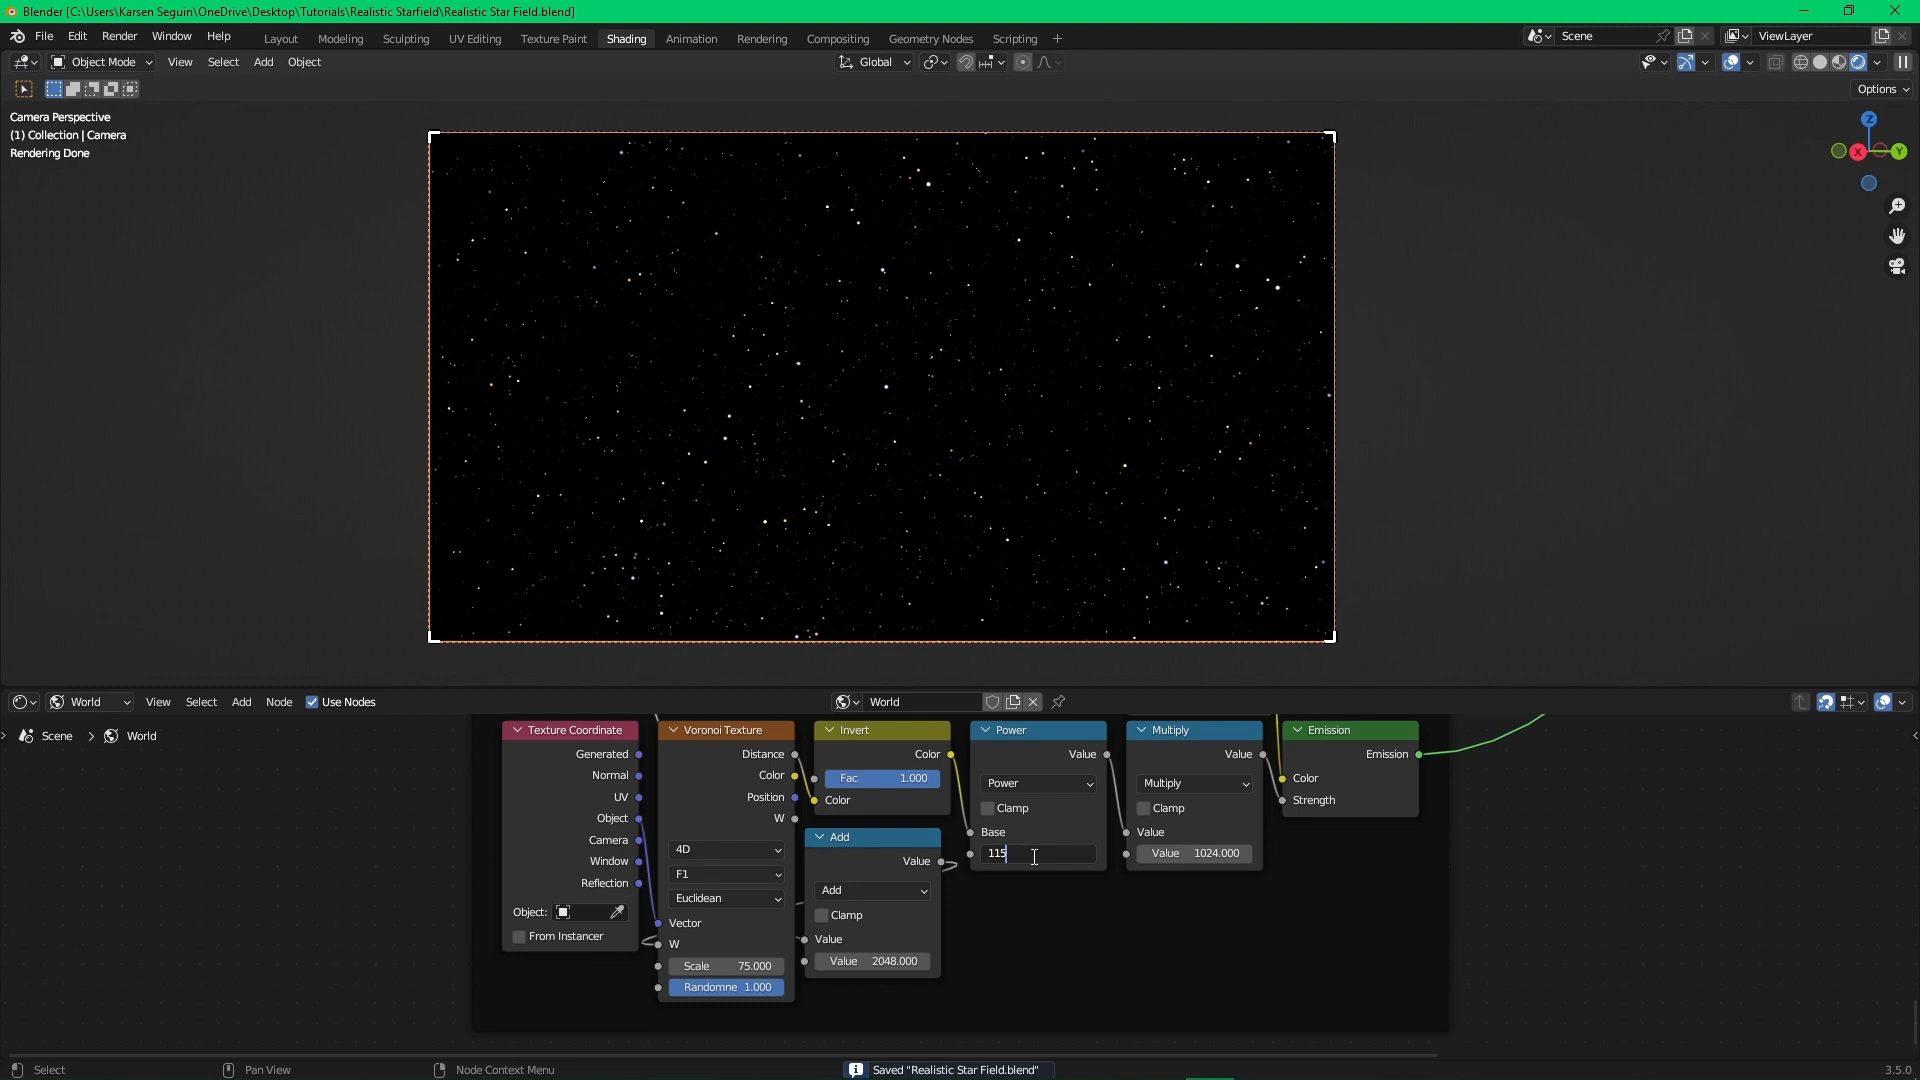 Blender [C:\Users\Karsen Seguin\OneDrive\Desktop\Tutorials\Realistic Starfield\Realistic Star Field.blend]
File Edit Render Window Help Layout Modeling Sculpting UV Editing Texture Paint Shading Animation Rendering Compositing Geometry Nodes Scripting Scene ViewLayer
Object Mode View Select Add Object Global
Options
Camera Perspective
(1) Collection | Camera
Rendering Done
Z
X
Y
World View Select Add Node Use Nodes World
Scene World
Texture Coordinate
Generated
Normal
UV
Object
Camera
Window
Reflection
Object:
From Instancer
Voronoi Texture
Distance
Color
Position
W
4D
F1
Euclidean
Vector
W
Scale 75.000
Randomne 1.000
Invert
Color
Fac 1.000
Color
Add
Value
Add
Clamp
Value
Value 2048.000
Power
Value
Power
Clamp
Base
115
Multiply
Value
Multiply
Clamp
Value
Value 1024.000
Emission
Emission
Color
Strength
Select Pan View Node Context Menu Saved "Realistic Star Field.blend" 3.5.0